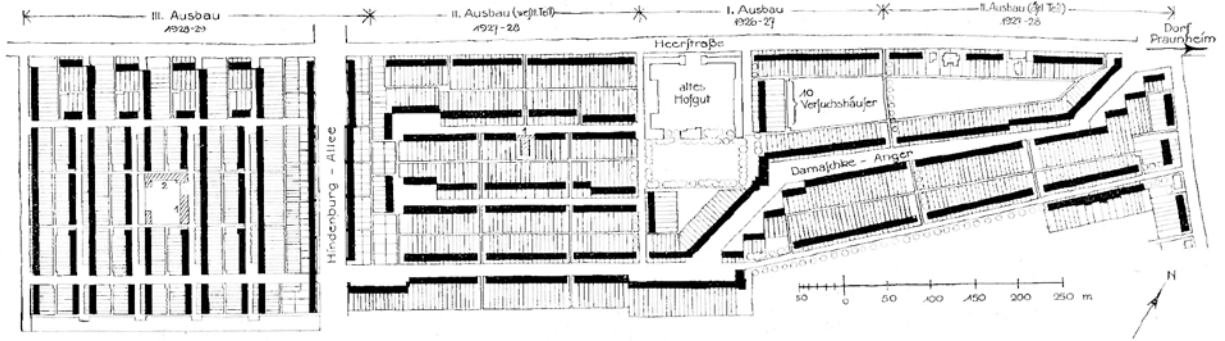 III. Ausbau
1928-29
II. Ausbau (westl. Teil)
1927-28
I. Ausbau
1926-27
II. Ausbau (östl. Teil)
1927-28
Dorf
Praunheim
Heerstraße
altes
Hofgut
10
Versuchshäuser
Hindenburg - Allee
1
Damaschke - Anger
2
1
N
50 0 50 100 150 200 250 m.